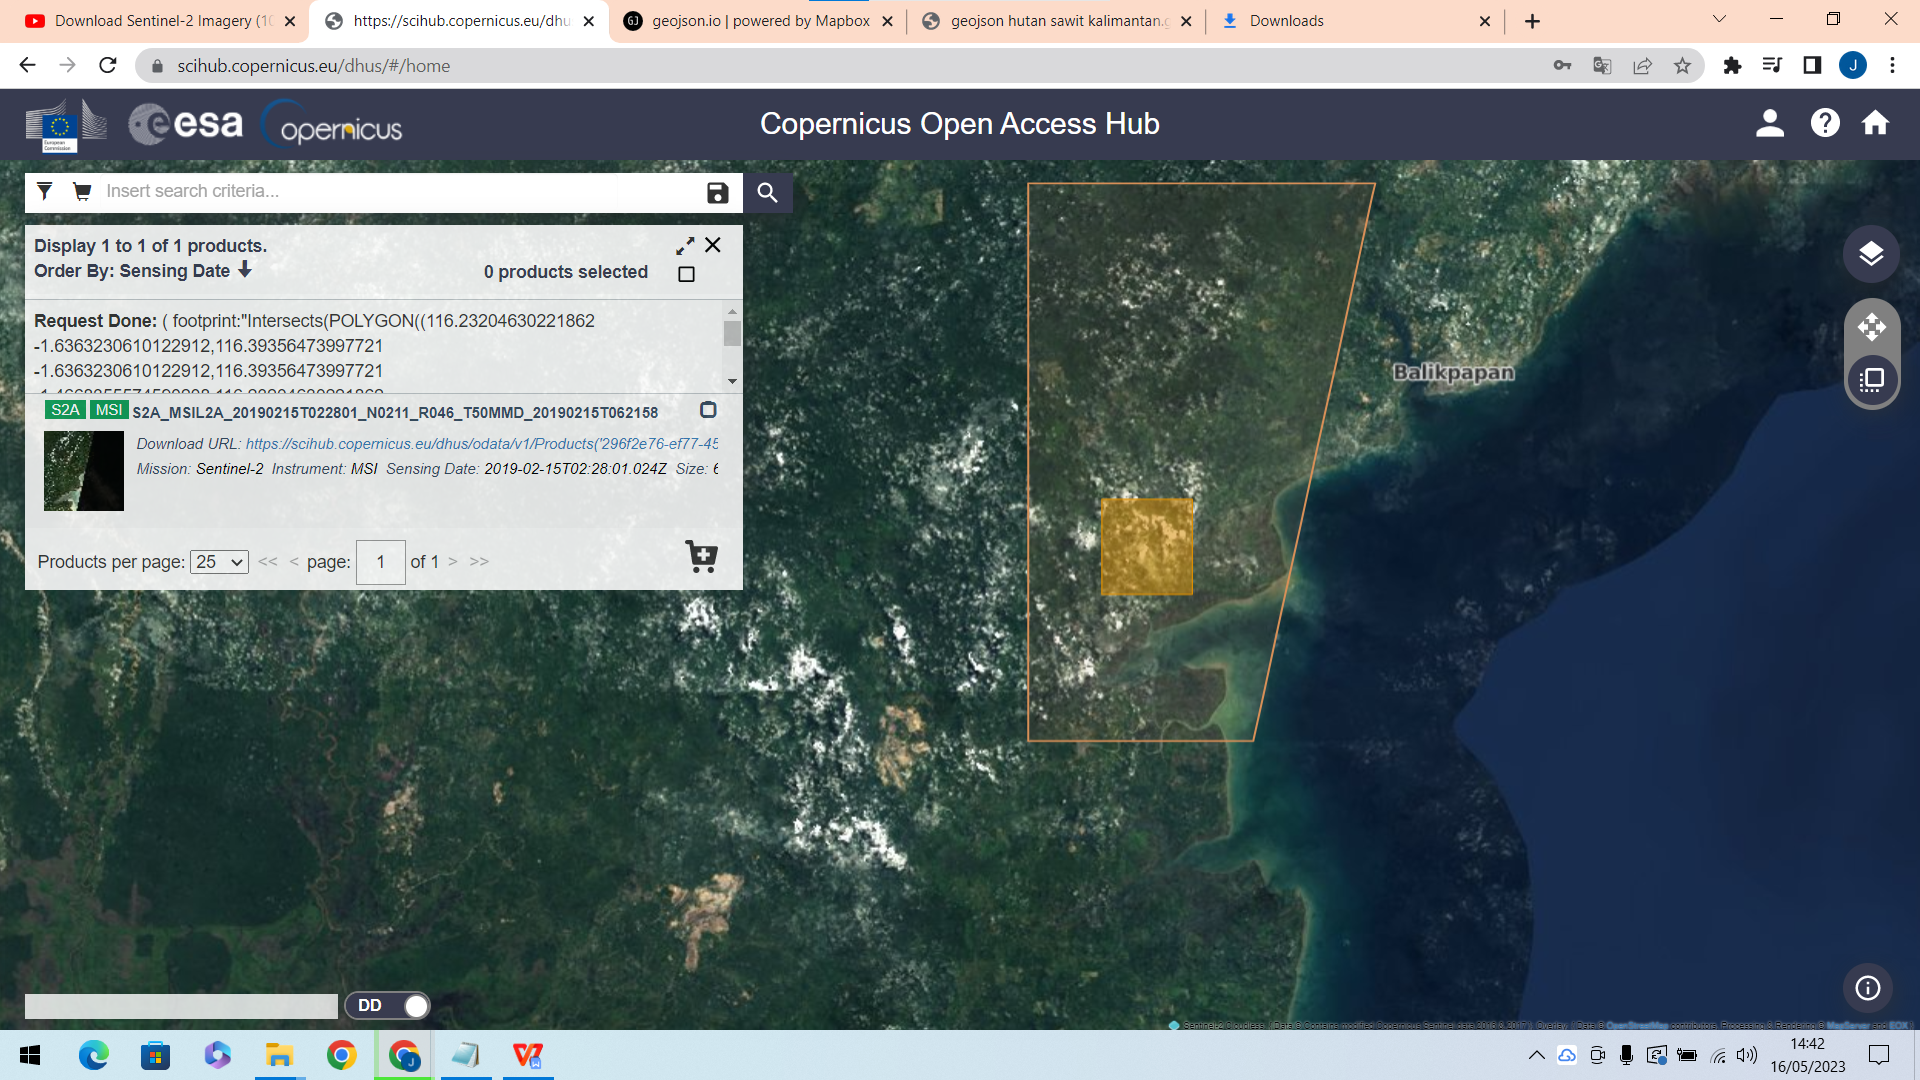 Download Sentinel-2 Imagery (10
https://scihub.copernicus.eu/dhu
geojson.io | powered by Mapbox
geojson hutan sawit kalimantan.g
Downloads
scihub.copernicus.eu/dhus/#/home
J
European
Commission
esa
opernicus
Copernicus Open Access Hub
Insert search criteria...
Display 1 to 1 of 1 products.
Order By: Sensing Date
0 products selected
Request Done: ( footprint:"Intersects(POLYGON((116.23204630221862
-1.6363230610122912,116.39356473997721
-1.6363230610122912,116.39356473997721
S2A MSI S2A_MSIL2A_20190215T022801_N0211_R046_T50MMD_20190215T062158
Download URL: https://scihub.copernicus.eu/dhus/odata/v1/Products('296f2e76-ef77-45
Mission: Sentinel-2 Instrument: MSI Sensing Date: 2019-02-15T02:28:01.024Z Size: 6
Products per page: 25 << < page: 1 of 1 > >>
Balikpapan
DD
14:42
16/05/2023